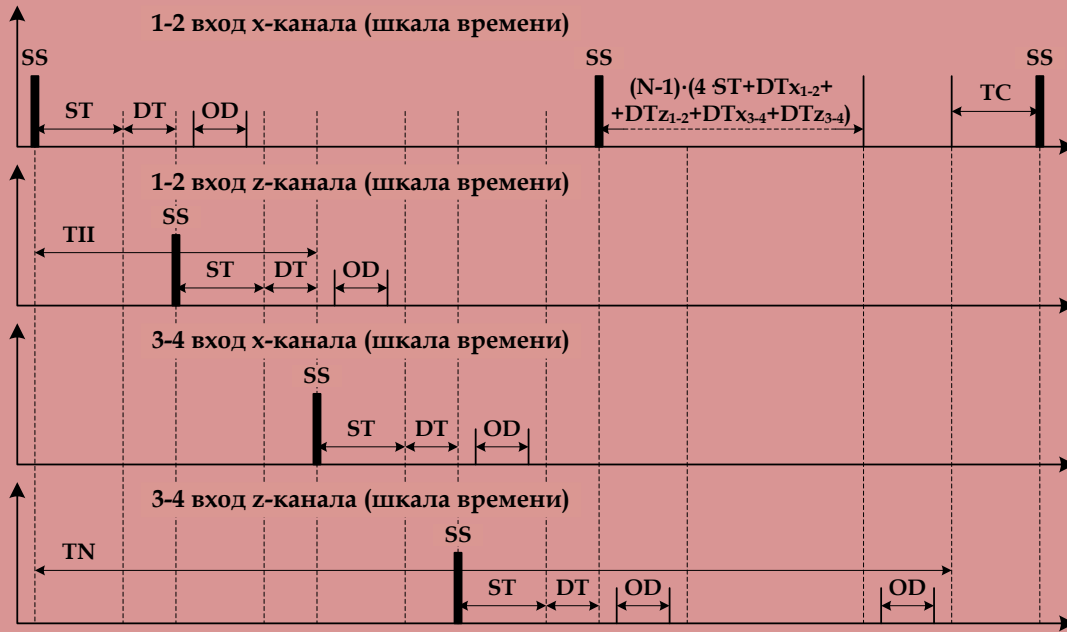 1-2 вход x-канала (шкала времени)
SS
SS
SS
ST
DT
OD
(N-1)·(4·ST+DTx1-2+
+DTz1-2+DTx3-4+DTz3-4)
TC
1-2 вход z-канала (шкала времени)
SS
TII
ST
DT
OD
3-4 вход x-канала (шкала времени)
SS
ST
DT
OD
3-4 вход z-канала (шкала времени)
SS
TN
ST
DT
OD
OD